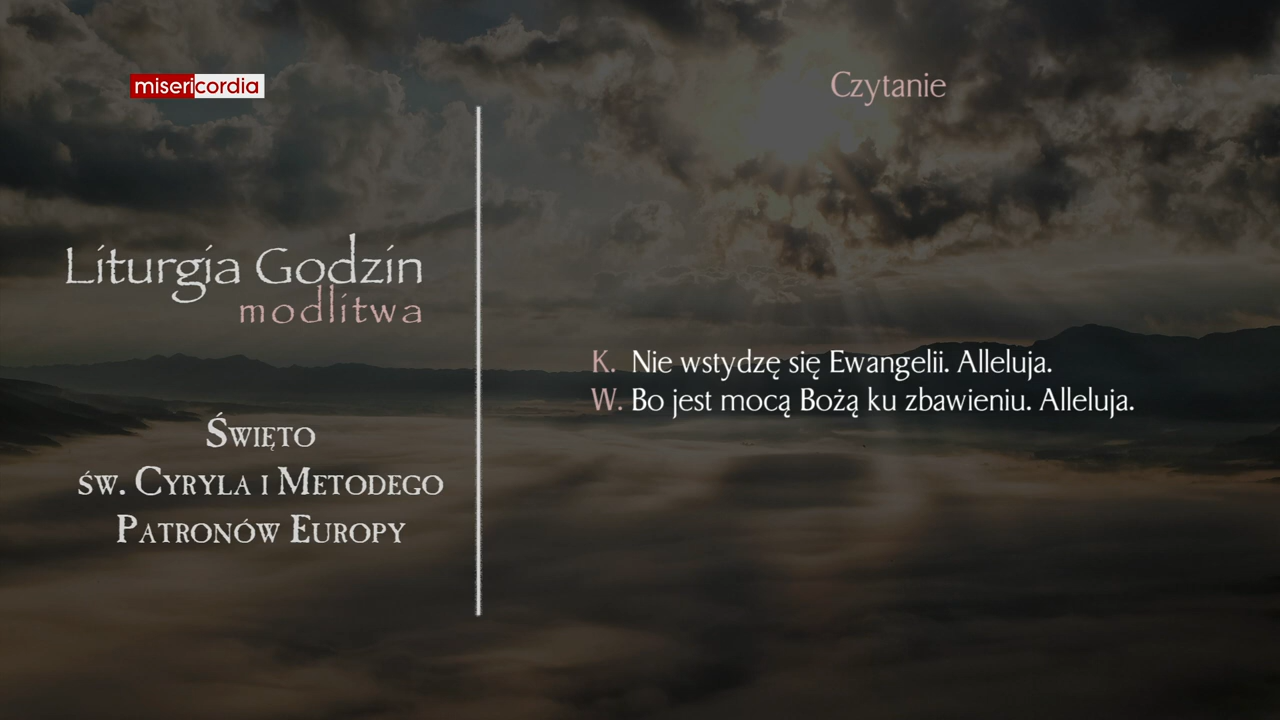 misericordia
Czytanie
Liturgia Godzin
modlitwa
Święto
św. Cyryla i Metodego
Patronów Europy
K. Nie wstydzę się Ewangelii. Alleluja.
W. Bo jest mocą Bożą ku zbawieniu. Alleluja.